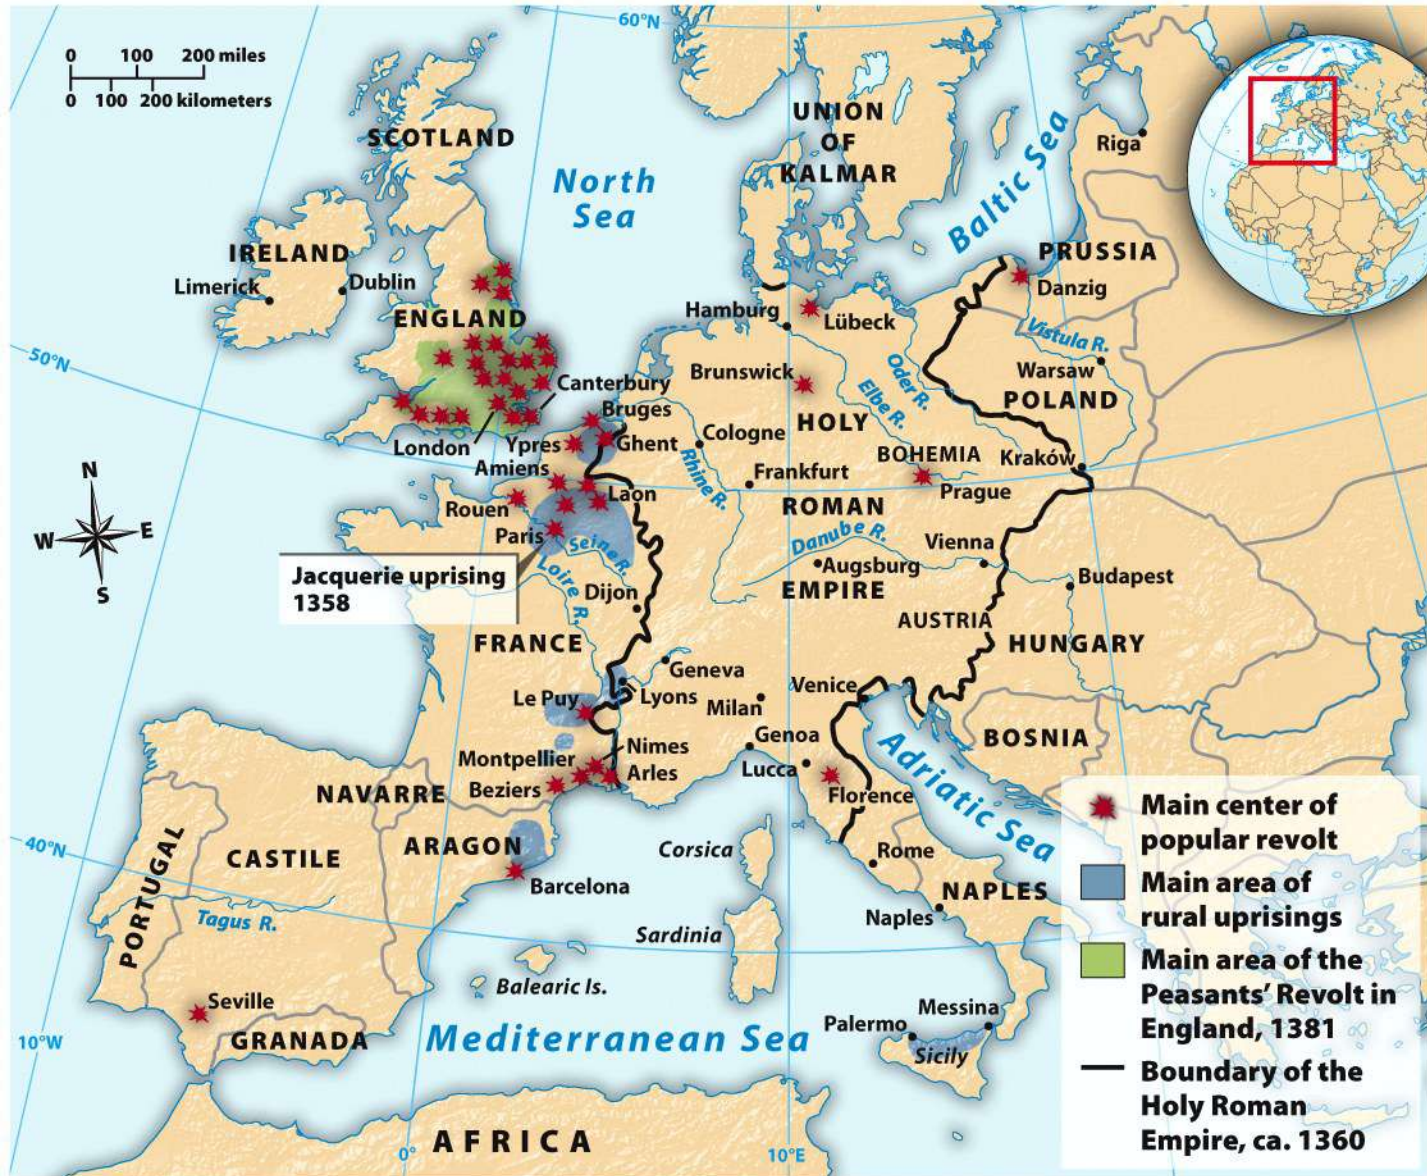 60°N
0 100 200 miles
0 100 200 kilometers
SCOTLAND
North
Sea
UNION
OF
KALMAR
Baltic Sea
Riga
IRELAND
Limerick
Dublin
ENGLAND
PRUSSIA
Danzig
Hamburg
Lübeck
Vistula R.
50°N
Canterbury
Brunswick
Oder R.
Elbe R.
Warsaw
POLAND
Bruges
London
Ypres
Ghent
Cologne
HOLY
BOHEMIA
Kraków
Amiens
Rhine R.
Frankfurt
Prague
Laon
Rouen
ROMAN
N
W
E
S
Paris
Seine R.
Danube R.
Vienna
Augsburg
Budapest
Jacquerie uprising
1358
Loire R.
Dijon
EMPIRE
AUSTRIA
FRANCE
HUNGARY
Geneva
Le Puy
Lyons
Milan
Venice
Genoa
BOSNIA
Montpellier
Nimes
Lucca
Adriatic Sea
Beziers
Arles
NAVARRE
Florence
40°N
PORTUGAL
CASTILE
ARAGON
Corsica
Rome
Barcelona
NAPLES
Tagus R.
Naples
Sardinia
Balearic Is.
Seville
Messina
Palermo
Sicily
GRANADA
Mediterranean Sea
10°W
AFRICA
0°
10°E
Main center of
popular revolt
Main area of
rural uprisings
Main area of the
Peasants' Revolt in
England, 1381
Boundary of the
Holy Roman
Empire, ca. 1360